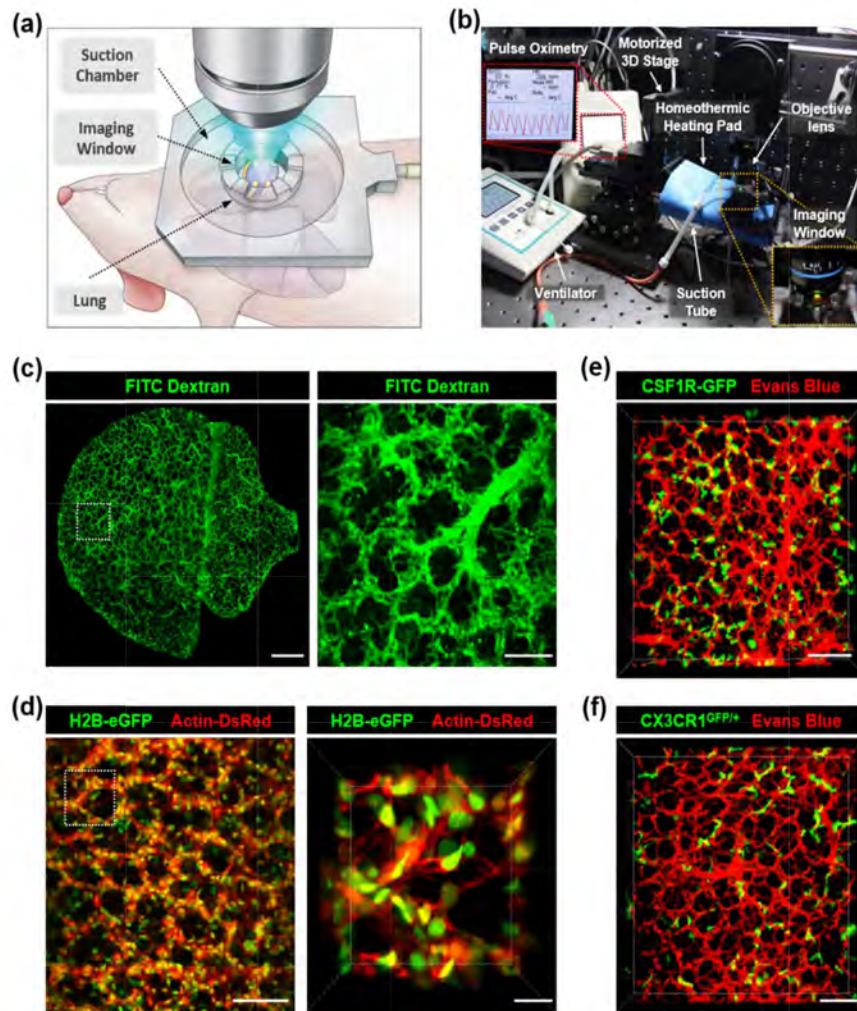 (a)
Suction
Chamber
Imaging
Window
Lung
(b)
Pulse Oximetry
Motorized
3D Stage
Homeothermic
Heating Pad
Objective
lens
Imaging
Window
Ventilator
Suction
Tube
(c)
FITC Dextran
FITC Dextran
(e)
CSF1R-GFP Evans Blue
(d)
H2B-eGFP Actin-DsRed
H2B-eGFP Actin-DsRed
(f)
CX3CR1GFP/+ Evans Blue